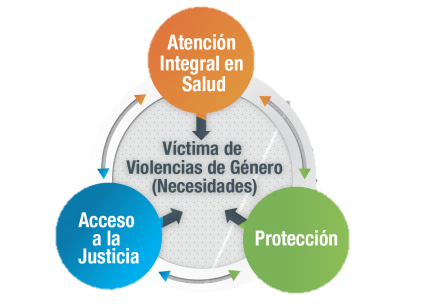 Atención
Integral en
Salud
Víctima de
Violencias de Género
(Necesidades)
Acceso
a la
Justicia
Protección